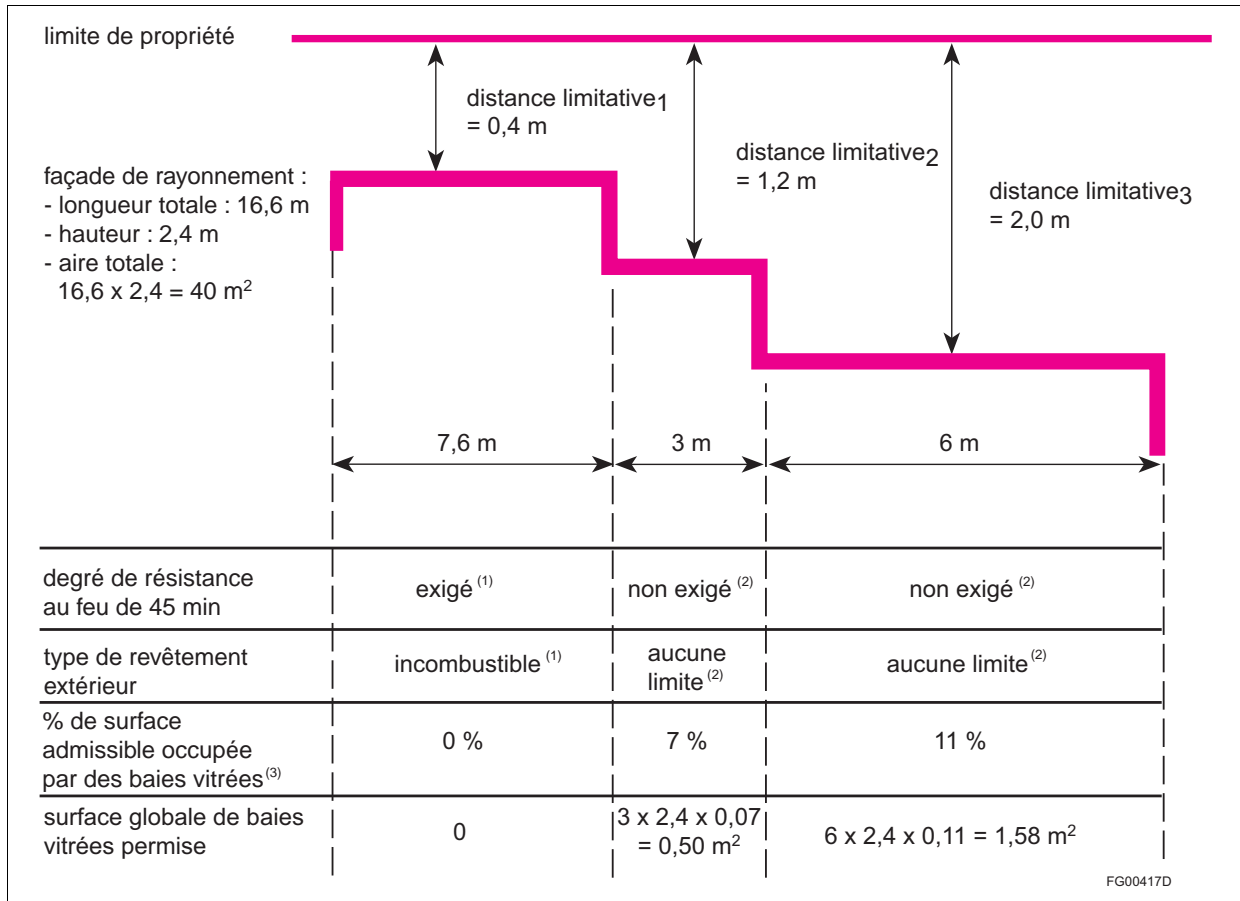 limite de propriété
distance limitative1
= 0,4 m
distance limitative2
= 1,2 m
distance limitative3
= 2,0 m
façade de rayonnement :
- longueur totale : 16,6 m
- hauteur : 2,4 m
- aire totale :
16,6 x 2,4 = 40 m2
7,6 m
3 m
6 m
degré de résistance
au feu de 45 min
exigé (1)
non exigé (2)
non exigé (2)
type de revêtement
extérieur
incombustible (1)
aucune
limite (2)
aucune limite (2)
% de surface
admissible occupée
par des baies vitrées (3)
0 %
7 %
11 %
surface globale de baies
vitrées permise
0
3 x 2,4 x 0,07
= 0,50 m2
6 x 2,4 x 0,11 = 1,58 m2
FG00417D